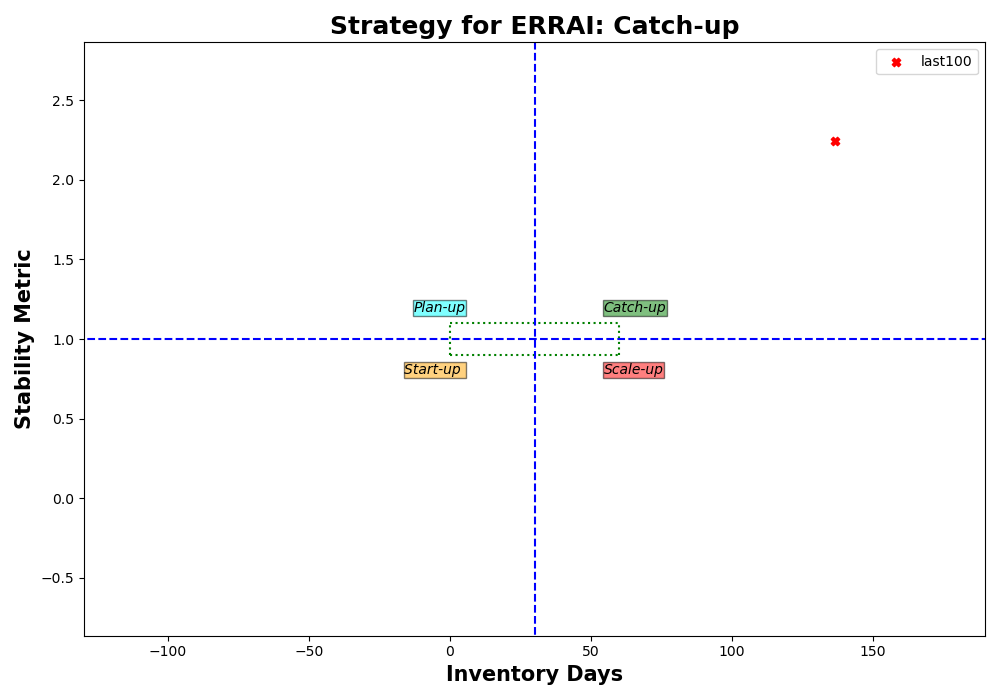 Strategy for ERRAI: Catch-up
last100
2.5
2.0
1.5
1.0
0.5
0.0
−0.5
Stability Metric
Plan-up
Catch-up
Start-up
Scale-up
−100
−50
0
50
100
150
Inventory Days